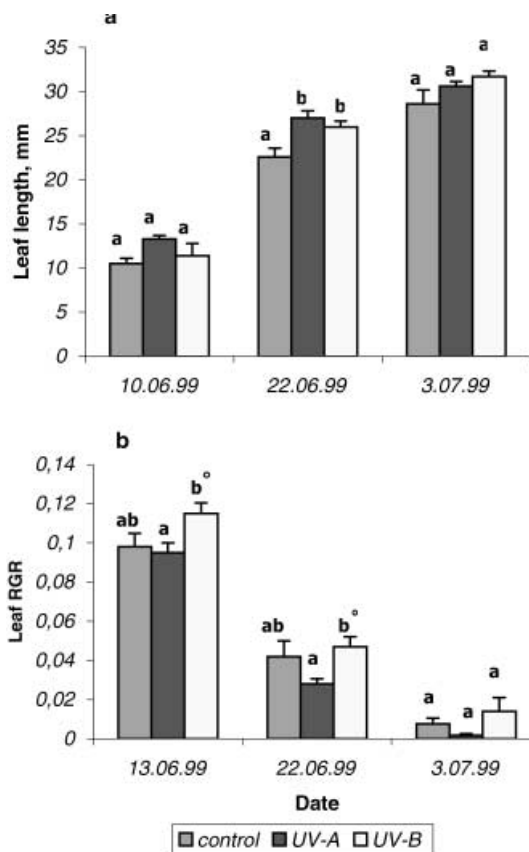 a
35
30
25
20
15
10
5
0
Leaf length, mm
a a a
a b b
a a a
10.06.99 22.06.99 3.07.99
b
0,14
0,12
0,1
0,08
0,06
0,04
0,02
0
Leaf RGR
ab a b°
ab a b°
a a a
13.06.99 22.06.99 3.07.99
Date
control UV-A UV-B